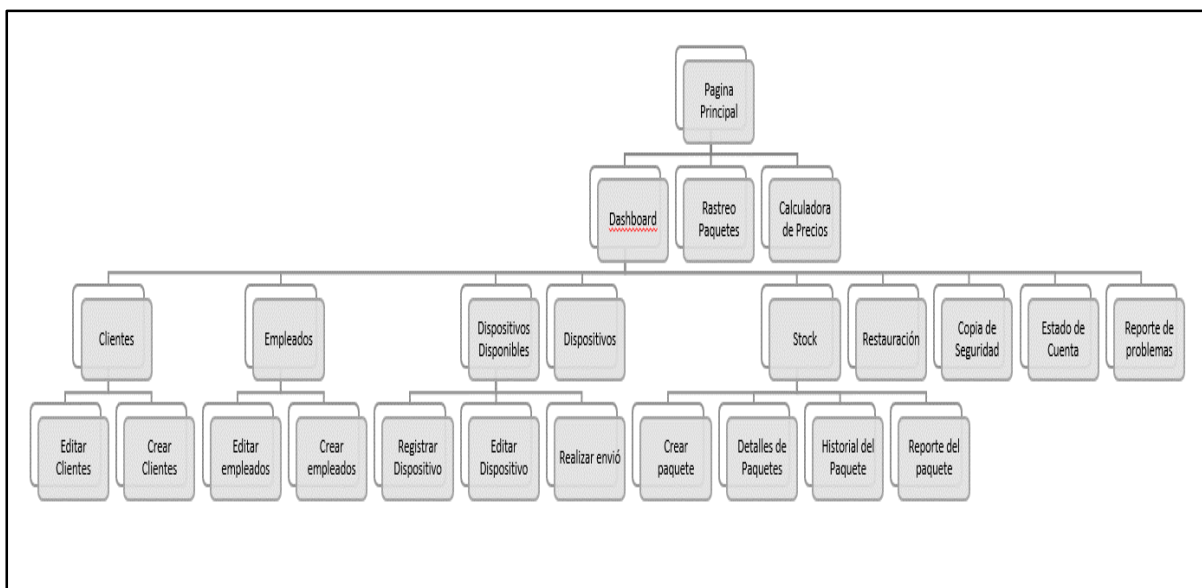 Pagina
Principal
Dashboard
Rastreo
Paquetes
Calculadora
de Precios
Clientes
Empleados
Dispositivos
Disponibles
Dispositivos
Stock
Restauración
Copia de
Seguridad
Estado de
Cuenta
Reporte de
problemas
Editar
Clientes
Crear
Clientes
Editar
empleados
Crear
empleados
Registrar
Dispositivo
Editar
Dispositivo
Realizar envió
Crear
paquete
Detalles de
Paquetes
Historial del
Paquete
Reporte del
paquete